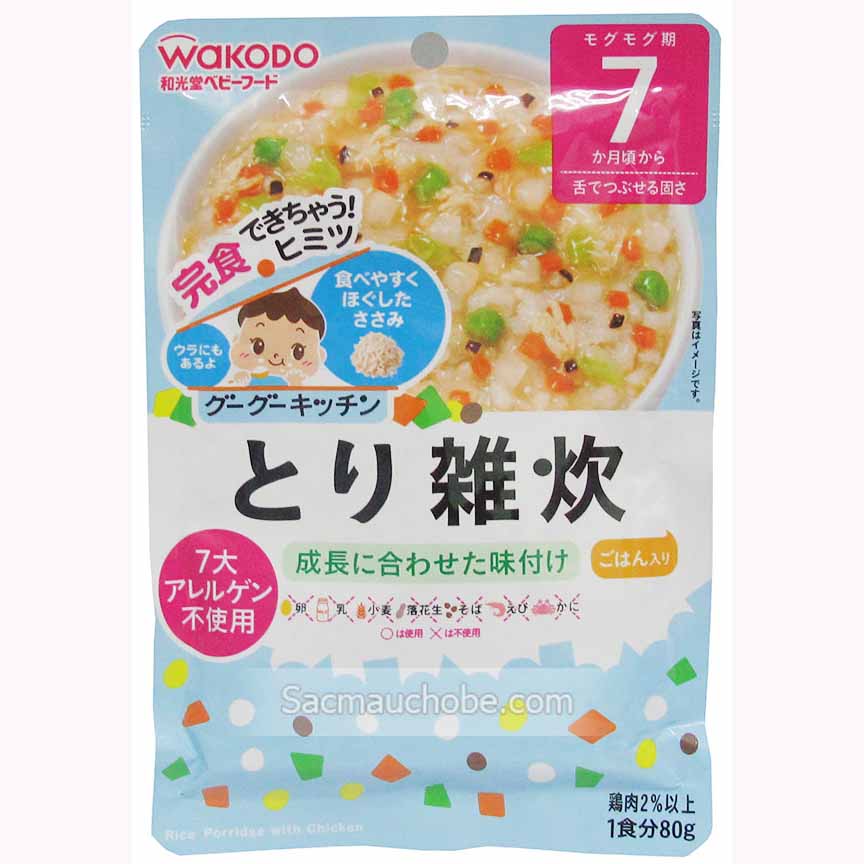 WAKODO
和光堂ベビーフード
モグモグ期
7
か月頃から
舌でつぶせる固さ
完食できちゃう!
ヒミツ
食べやすく
ほぐした
ささみ
ウラにも
あるよ
写真はイメージです。
グーグーキッチン
とり雑炊
7大
アレルゲン
不使用
成長に合わせた味付け
ごはん入り
卵 乳 小麦 落花生 そば えび かに
○は使用 ×は不使用
Sacmauchobe.com
鶏肉2%以上
1食分80g
Rice Porridge with Chicken